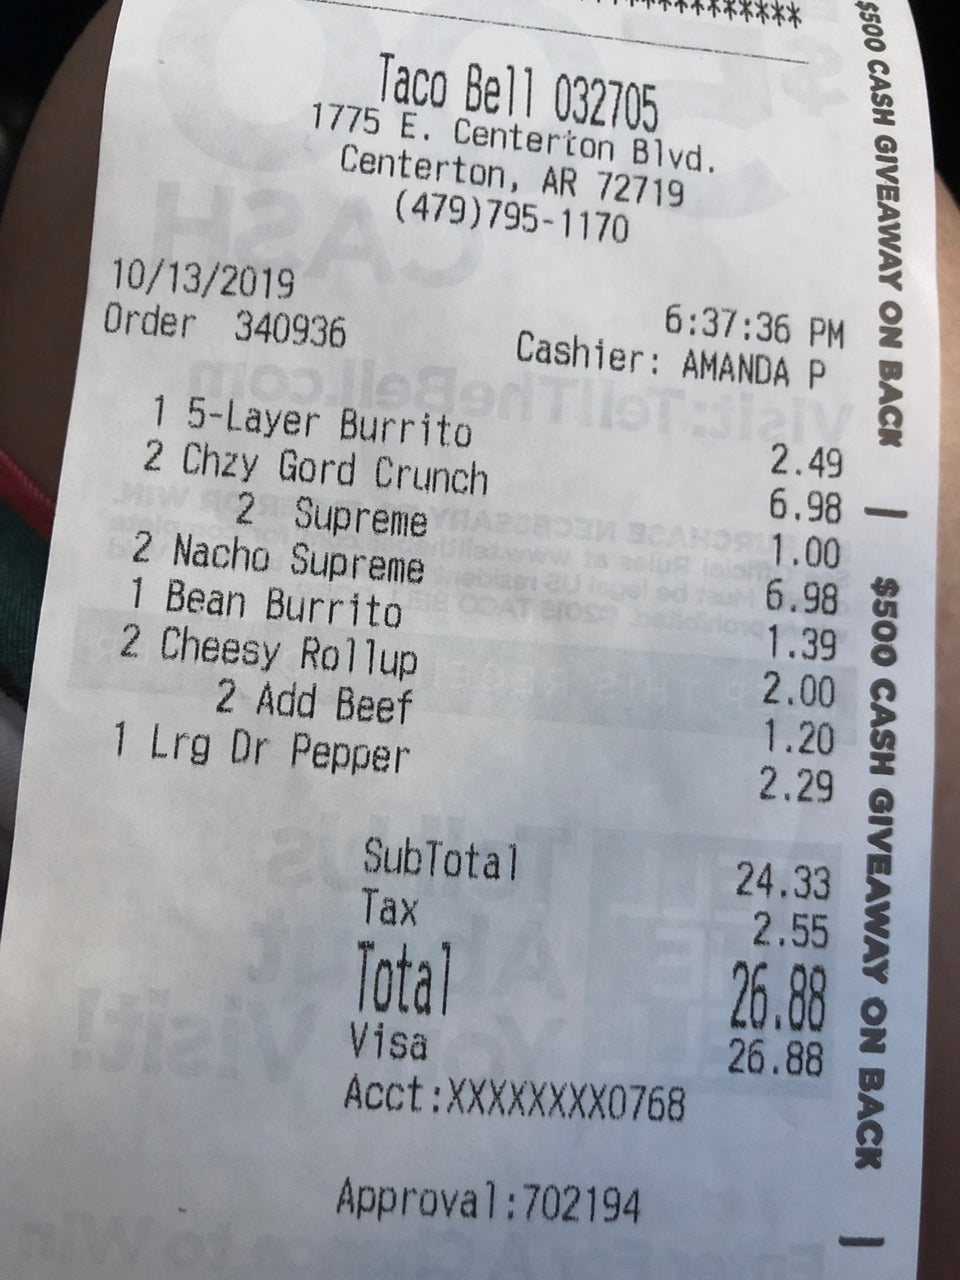 Taco Bell 032705
1775 E. Centerton Blvd.
Centerton, AR 72719
(479)795-1170
10/13/2019 6:37:36 PM
Order 340936 Cashier: AMANDA P
1 5-Layer Burrito 2.49
2 Chzy Gord Crunch 6.98
2 Supreme 1.00
2 Nacho Supreme 6.98
1 Bean Burrito 1.39
2 Cheesy Rollup 2.00
2 Add Beef 1.20
1 Lrg Dr Pepper 2.29
SubTotal 24.33
Tax 2.55
Total 26.88
Visa 26.88
Acct:XXXXXXXX0768
Approval:702194
$500 CASH GIVEAWAY ON BACK | $500 CASH GIVEAWAY ON BACK |